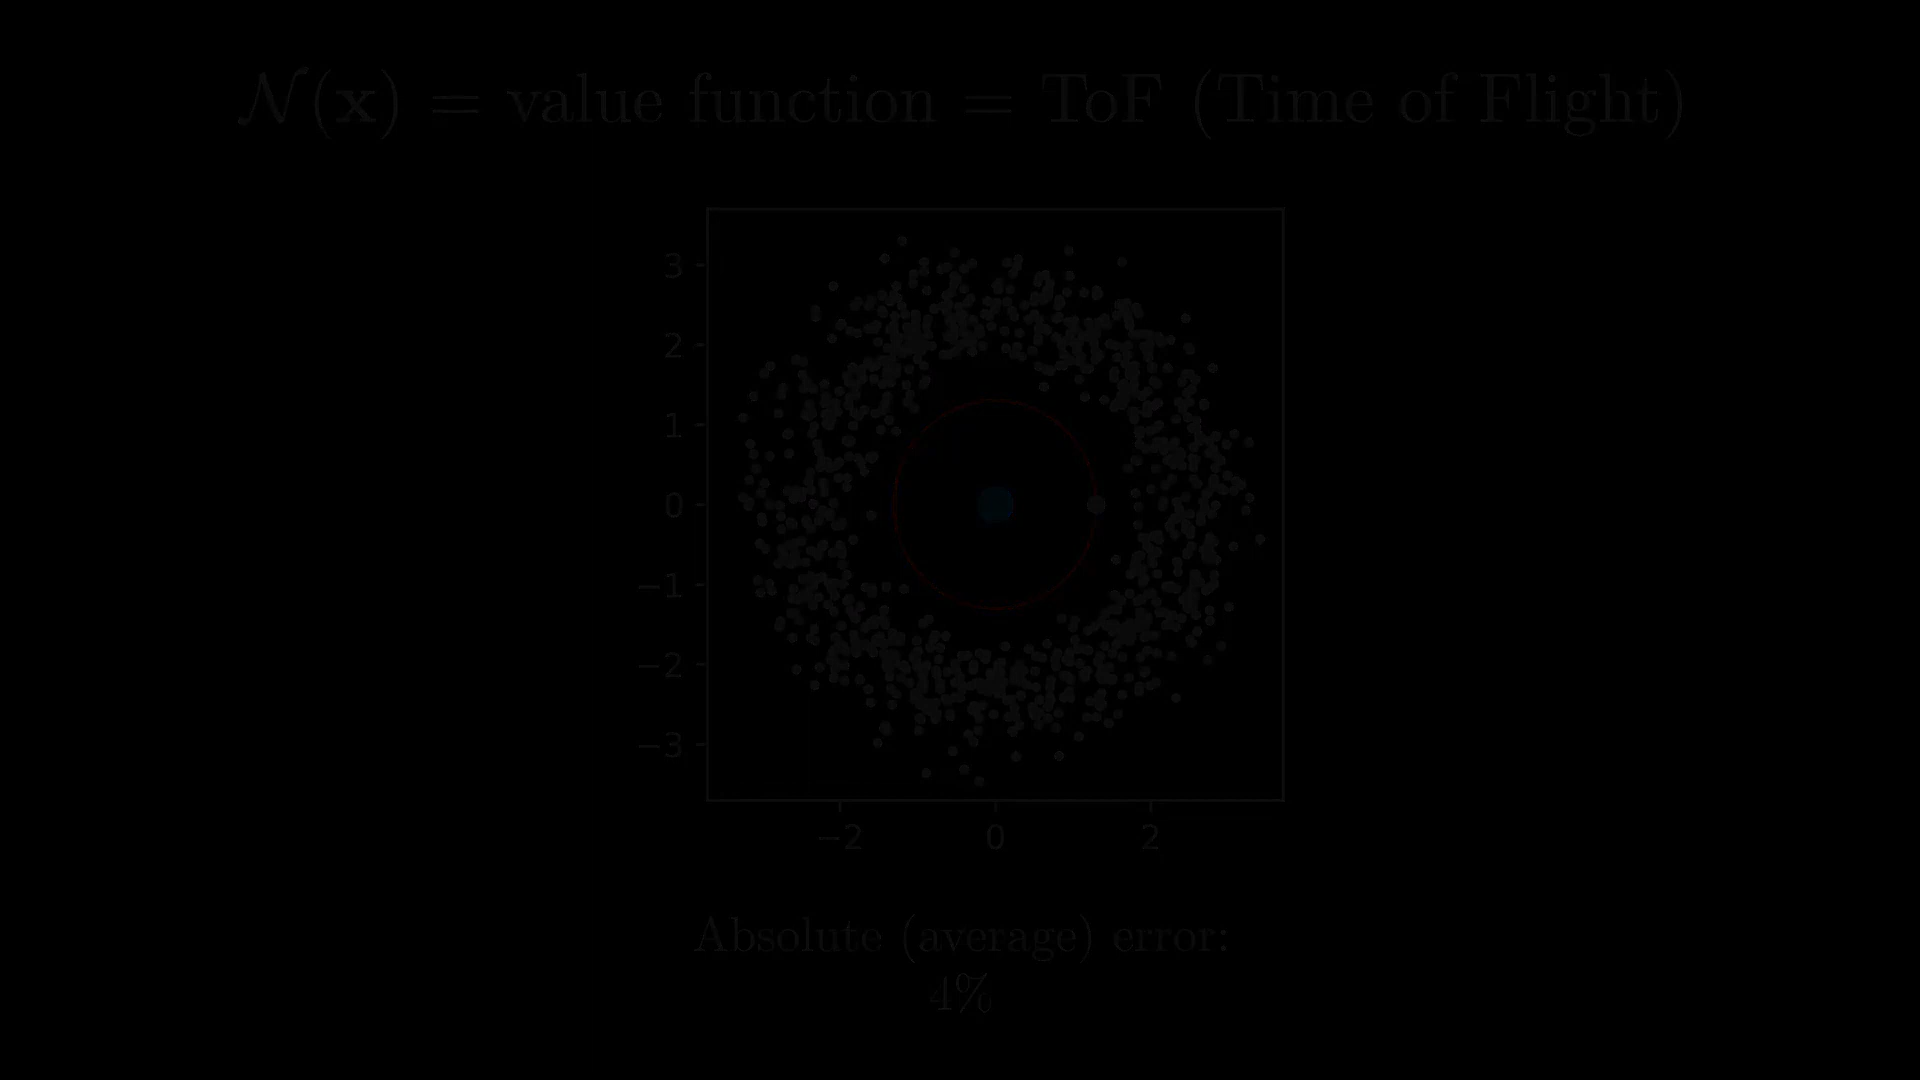 𝒩(𝐱) = value function = ToF (Time of Flight)
3
2
1
0
−1
−2
−3
−2 0 2
Absolute (average) error:
4%